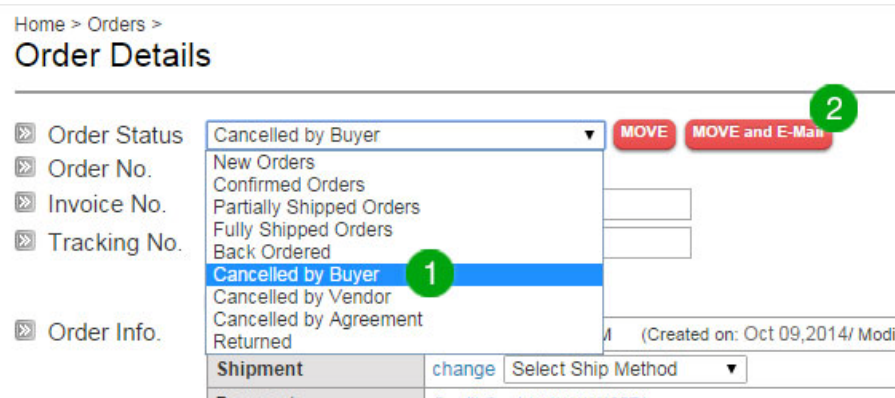 Home > Orders >
Order Details
2
Order Status Cancelled by Buyer MOVE MOVE and E-Mail
New Orders
Order No.
Confirmed Orders
Invoice No.
Partially Shipped Orders
Fully Shipped Orders
Tracking No.
Back Ordered
Cancelled by Buyer 1
Cancelled by Vendor
Cancelled by Agreement
Order Info. (Created on: Oct 09,2014/ Modi
Returned
Shipment change Select Ship Method